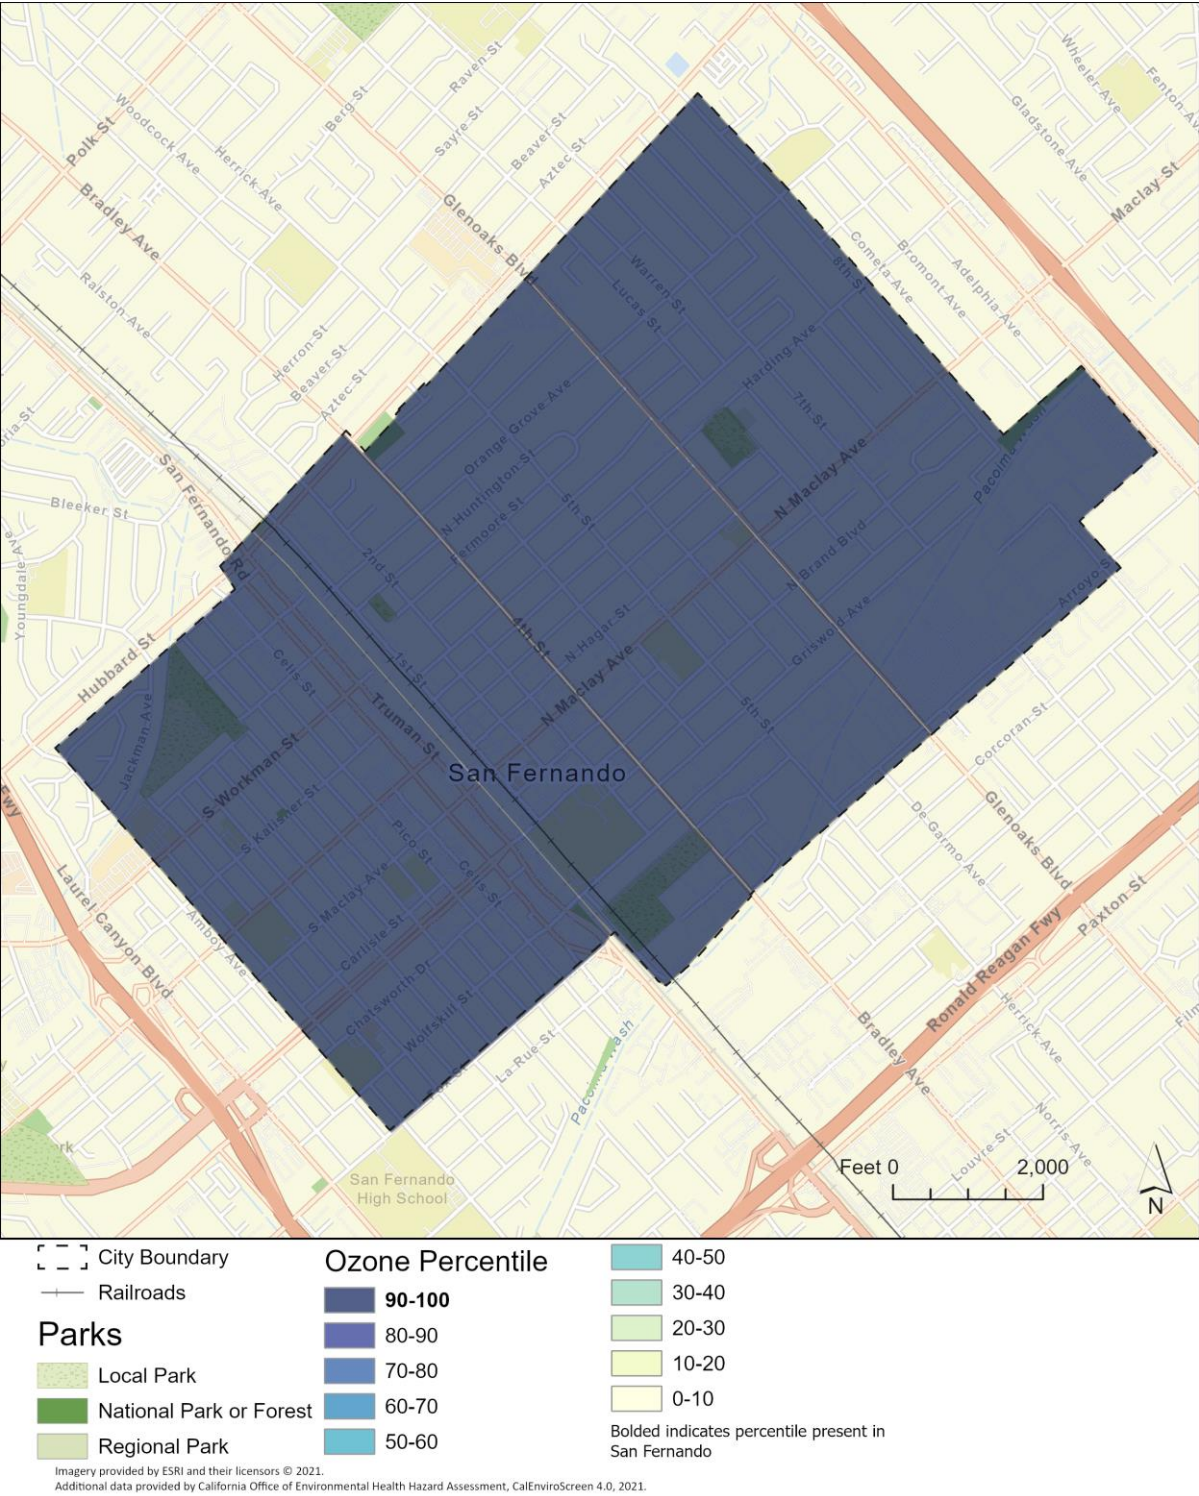 Raven St
Wheeler Ave
Fenton Ave
Berg St
Woodcock Ave
Sayre St
Beaver St
Gladstone Ave
Polk St
Herrick Ave
Aztec St
Maclay St
Bradley Ave
Glenoaks Blvd
Cometa Ave
Bromont Ave
Adelphia Ave
Warren St
8th St
Lucas St
Ralston Ave
Harding Ave
Herron St
Beaver St
Aztec St
Orange Grove Ave
7th St
N Maclay Ave
San Fernando Rd
N Huntington St
5th St
Bleeker St
N Brand Blvd
2nd St
Arroyo St
Youngdale Ave
Griswold Ave
N Hagar St
4th St
Hubbard St
1st St
Celis St
N Maclay Ave
Truman St
5th St
Jackman Ave
Corcoran St
S Workman St
San Fernando
Fwy
S Kalisher St
Pico St
Glenoaks Blvd
De Garmo Ave
Celis St
S Maclay Ave
Laurel Canyon Blvd
Amboy Ave
Carlisle St
Paxton St
Ronald Reagan Fwy
Chatsworth Dr
Wolfskill St
Herrick Ave
La Rue St
Bradley Ave
Pacoima Wash
Norris Ave
Louvre St
San Fernando
High School
Feet 0 2,000
N
City Boundary
Railroads
Parks
Local Park
National Park or Forest
Regional Park
Ozone Percentile
90-100
80-90
70-80
60-70
50-60
40-50
30-40
20-30
10-20
0-10
Bolded indicates percentile present in
San Fernando
Imagery provided by ESRI and their licensors © 2021.
Additional data provided by California Office of Environmental Health Hazard Assessment, CalEnviroScreen 4.0, 2021.